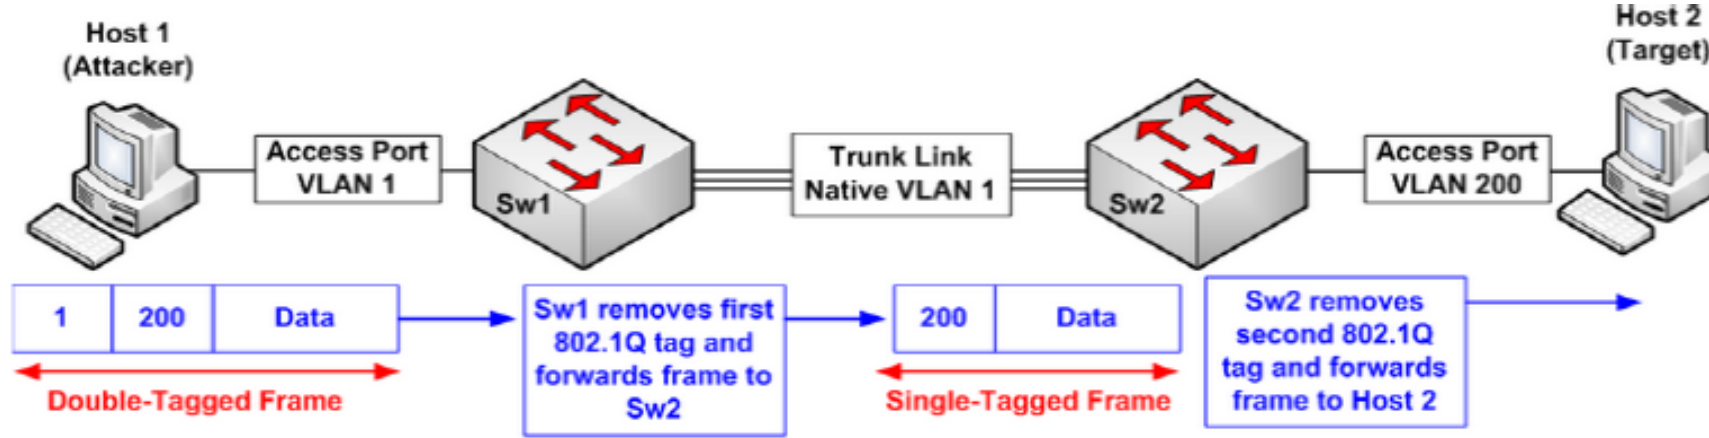 Host 1
(Attacker)
Access Port
VLAN 1
Sw1
Trunk Link
Native VLAN 1
Sw2
Access Port
VLAN 200
Host 2
(Target)
1
200
Data
Double-Tagged Frame
Sw1 removes first
802.1Q tag and
forwards frame to
Sw2
200
Data
Single-Tagged Frame
Sw2 removes
second 802.1Q
tag and forwards
frame to Host 2